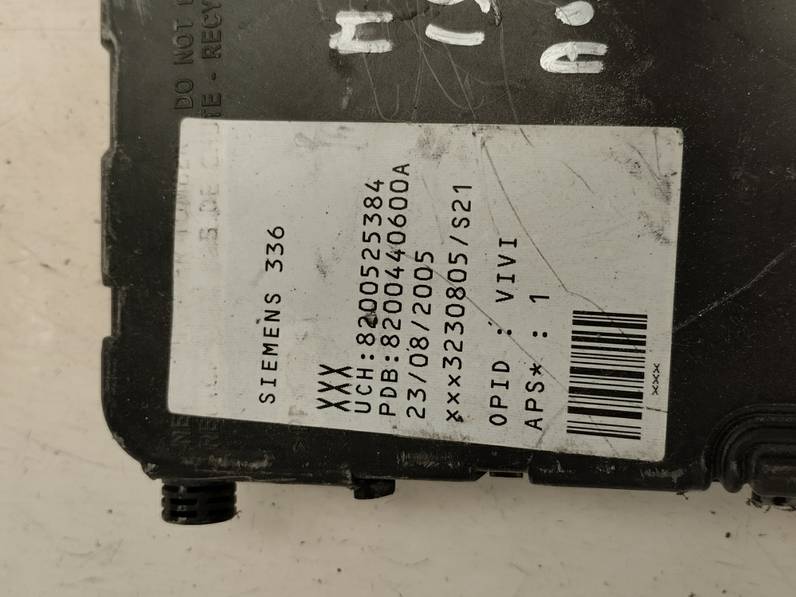 DO NOT
- RECY
SIEMENS 336
XXX
UCH:8200525384
PDB:8200440600A
23/08/2005
xxx3230805/S21
OPID : VIVI
APS* : 1
xxx